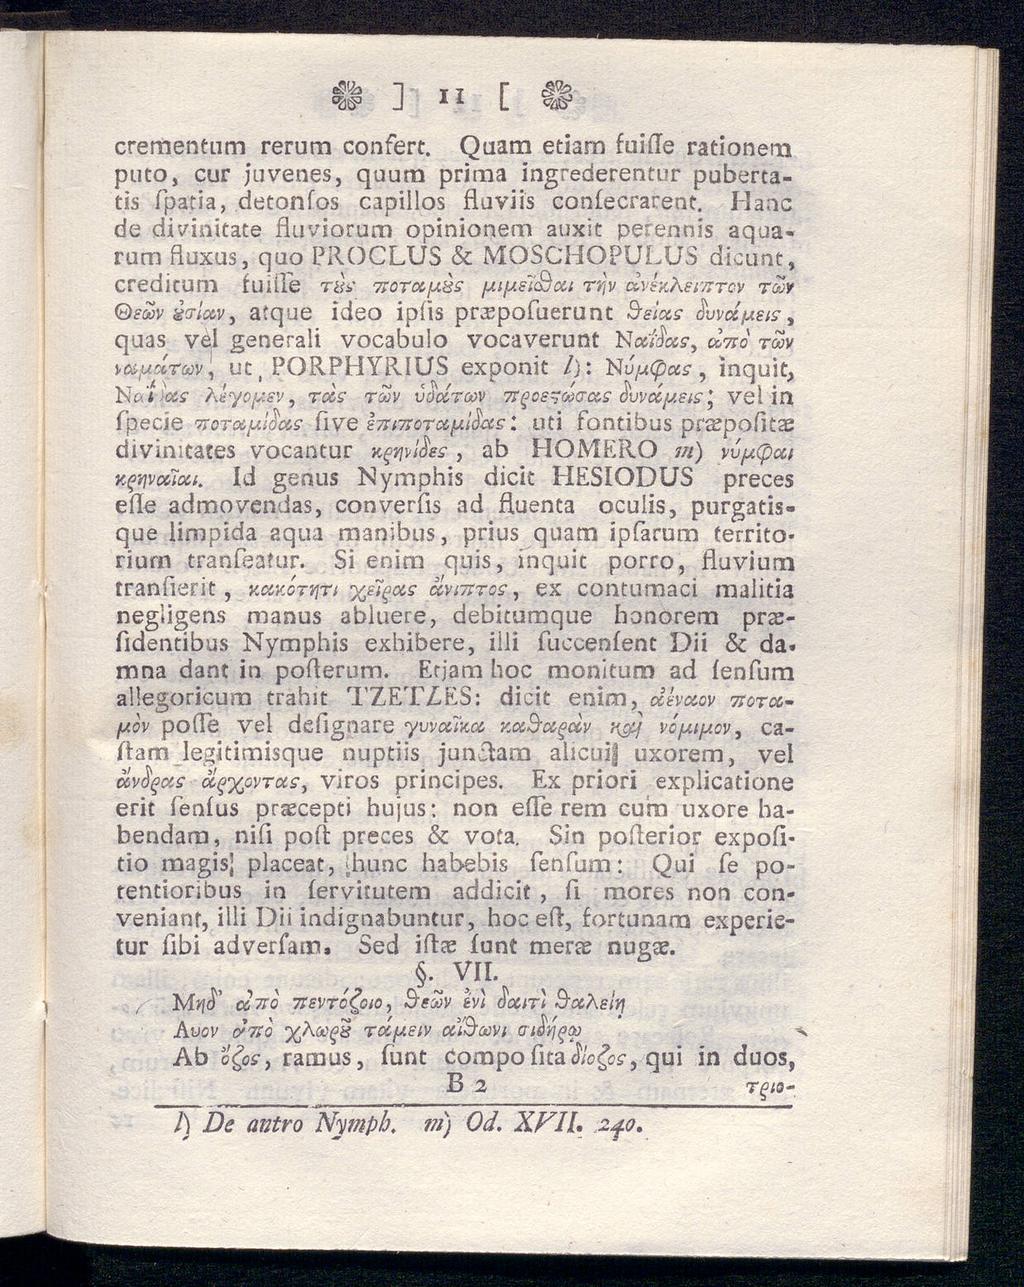 ] 11 [
crementum rerum confert. Quam etiam fuiſſe rationem
puto, cur juvenes, quum prima ingrederentur puberta-
tis ſpatia, detonſos capillos fluviis conſecrarent. Hanc
de divinitate fluviorum opinionem auxit perennis aqua-
rum fluxus, quo PROCLUS & MOSCHOPULUS dicunt,
creditum fuiſſe τȣ̀ς ποταμȣ̀ς μιμεῖϑαι τὴν ἀνέκλειπτον τῶν
Θεῶν ȣ̓σίαν, atque ideo ipſis præpoſuerunt ϑείας δυνάμεις,
quas vel generali vocabulo vocaverunt Ναΐδας, ἀπὸ τῶν
ναμάτων, ut PORPHYRIUS exponit l): Νύμφας, inquit,
Ναΐδας λέγομεν, τὰς τῶν ὑδάτων προεϛώσας δυνάμεις; vel in
ſpecie ποταμίδας ſive ἐπιποταμίδας: uti fontibus præpoſitæ
divinitates vocantur κρηνίδες, ab HOMERO m) νύμφαι
κρηναῖαι. Id genus Nymphis dicit HESIODUS preces
eſſe admovendas, converſis ad fluenta oculis, purgatis-
que limpida aqua manibus, prius quam ipſarum territo-
rium tranſeatur. Si enim quis, inquit porro, fluvium
tranſierit, κακότητι χεῖρας ἄνιπτος, ex contumaci malitia
negligens manus abluere, debitumque honorem præ-
ſidentibus Nymphis exhibere, illi ſuccenſent Dii & da-
mna dant in poſterum. Etjam hoc monitum ad ſenſum
allegoricum trahit TZETZES: dicit enim, ἀέναον ποτα-
μὸν poſſe vel deſignare γυναῖκα καϑαρὰν καὶ νόμιμον, ca-
ſtam legitimisque nuptiis junctam alicui uxorem, vel
ἄνδρας ἄρχοντας, viros principes. Ex priori explicatione
erit ſenſus præcepti hujus: non eſſe rem cum uxore ha-
bendam, niſi poſt preces & vota. Sin poſterior expoſi-
tio magis placeat, hunc habebis ſenſum: Qui ſe po-
tentioribus in ſervitutem addicit, ſi mores non con-
veniant, illi Dii indignabuntur, hoc eſt, fortunam experie-
tur ſibi adverſam. Sed iſtæ ſunt meræ nugæ.
§. VII.
Μηδ' ἀπὸ πεντόζοιο, ϑεῶν ἐνὶ δαιτὶ ϑαλείῃ
Αυον ἀπὸ χλωρȣ̃ τάμειν αἴϑωνι σιδήρῳ
Ab ὄζος, ramus, ſunt compoſita δίοζος, qui in duos,
B 2 τριο-
l) De antro Nymph. m) Od. XVII. 240.